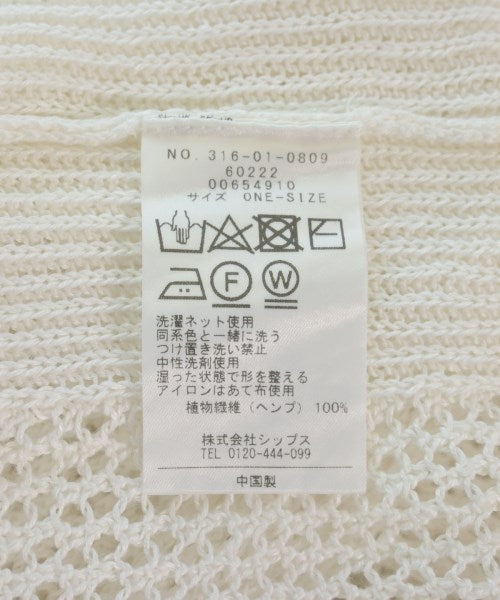 NO. 316-01-0809
60222
00654910
サイズ ONE-SIZE
F W
洗濯ネット使用
同系色と一緒に洗う
つけ置き洗い禁止
中性洗剤使用
湿った状態で形を整える
アイロンはあて布使用
植物繊維（ヘンプ） 100%
株式会社シップス
TEL 0120-444-099
中国製